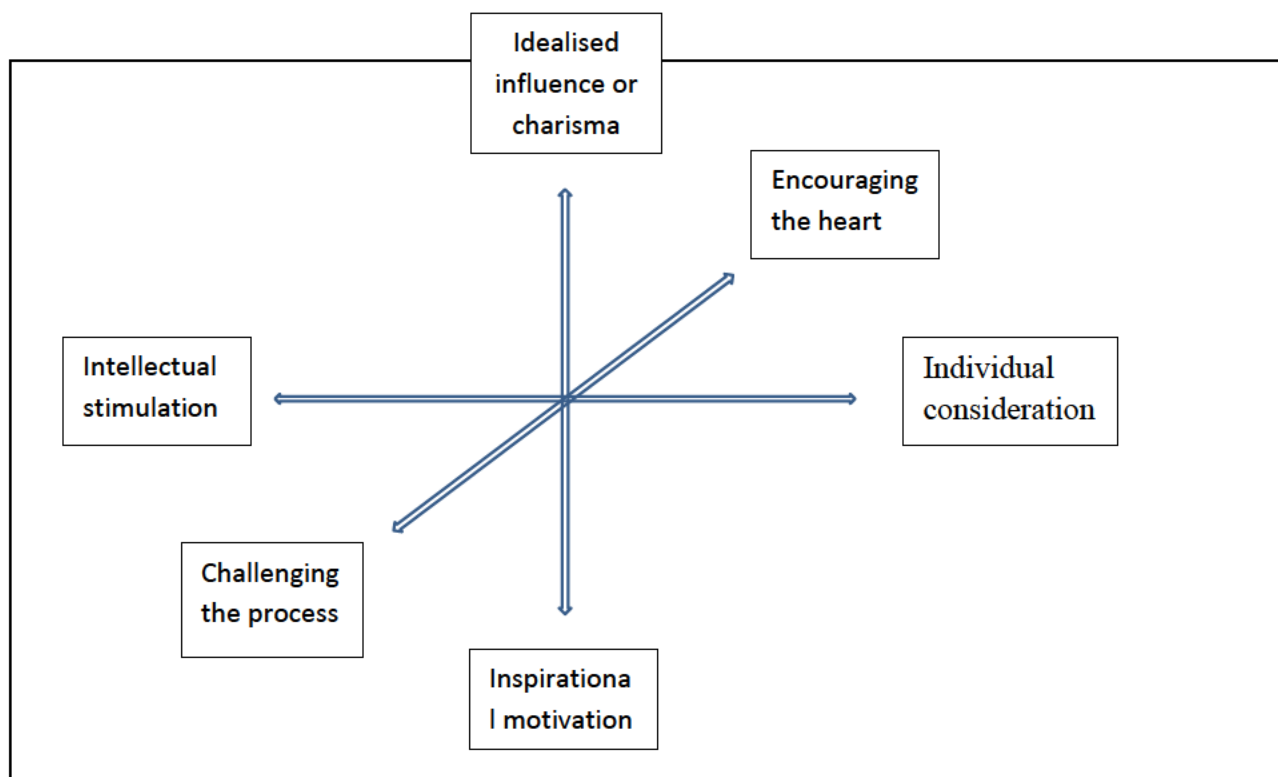 Idealised
influence or
charisma
Encouraging
the heart
Intellectual
stimulation
Individual
consideration
Challenging
the process
Inspirationa
l motivation